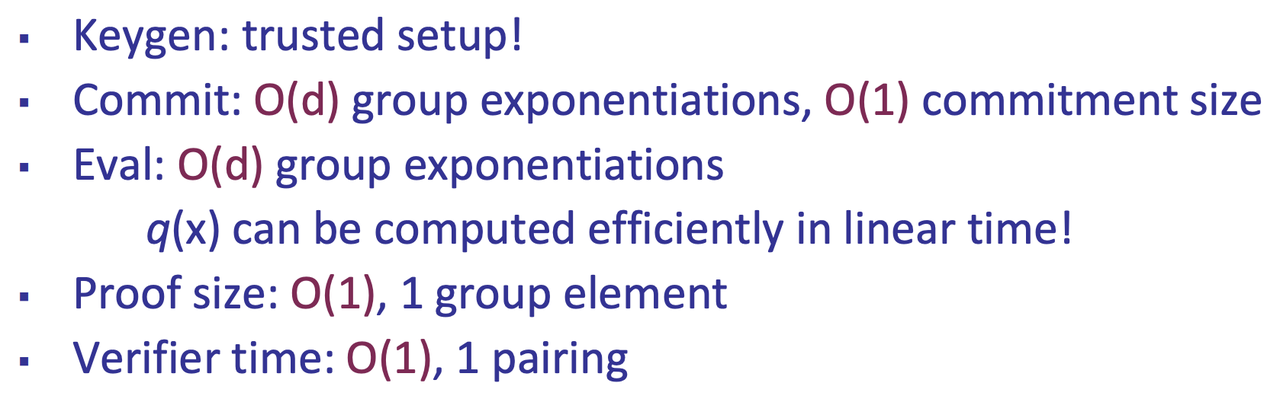 ▪ Keygen: trusted setup!
▪ Commit: O(d) group exponentiations, O(1) commitment size
▪ Eval: O(d) group exponentiations
q(x) can be computed efficiently in linear time!
▪ Proof size: O(1), 1 group element
▪ Verifier time: O(1), 1 pairing